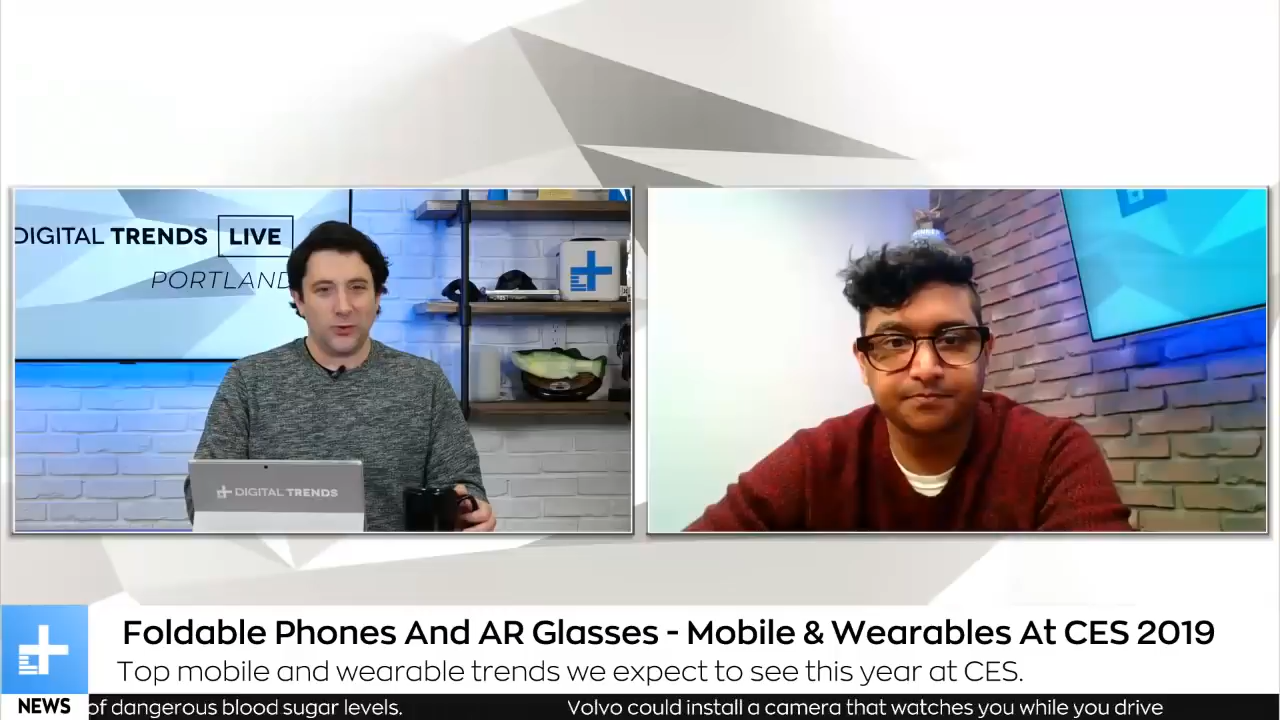 DIGITAL TRENDS LIVE
PORTLAND
DIGITAL TRENDS
Foldable Phones And AR Glasses - Mobile & Wearables At CES 2019
Top mobile and wearable trends we expect to see this year at CES.
NEWS of dangerous blood sugar levels. Volvo could install a camera that watches you while you drive